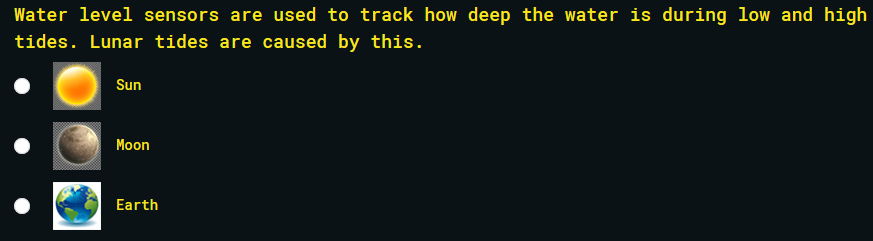 Water level sensors are used to track how deep the water is during low and high
tides. Lunar tides are caused by this.
Sun
Moon
Earth